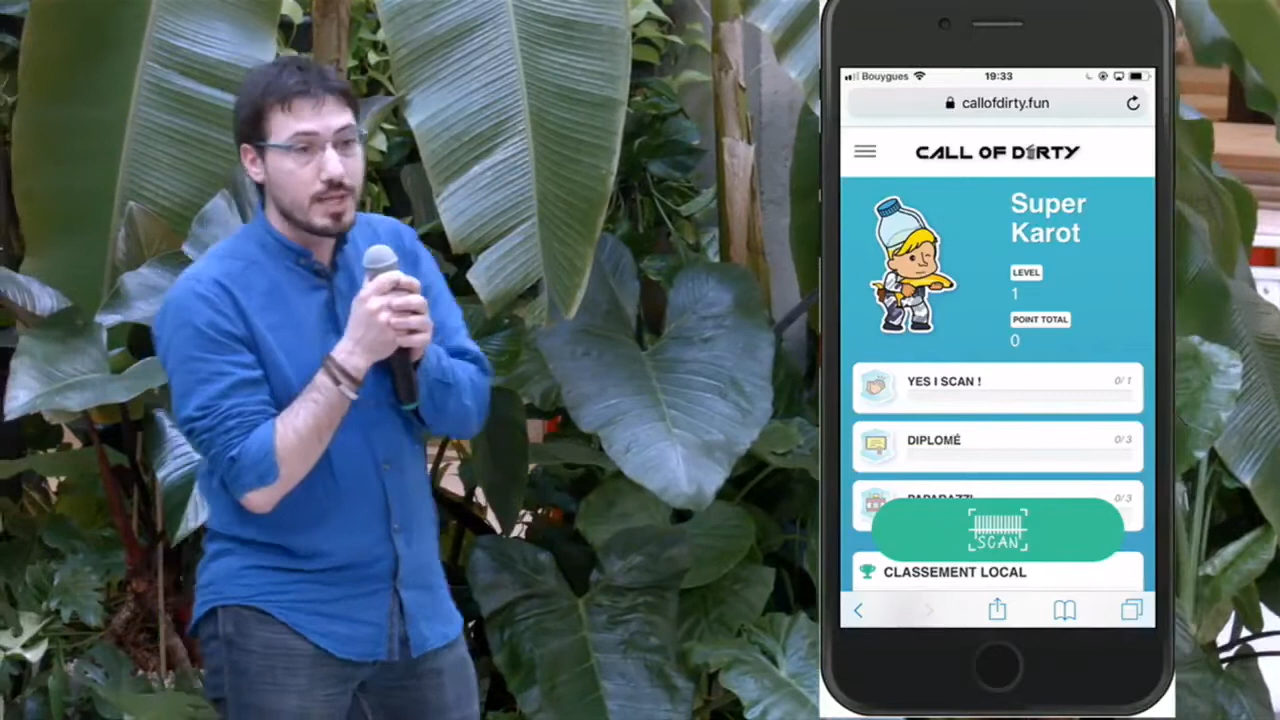 Bouygues 19:33
callofdirty.fun
CALL OF DIRTY
Super
Karot
LEVEL
1
POINT TOTAL
0
YES I SCAN ! 0/1
DIPLOMÉ 0/3
PAPARAZZI 0/3
SCAN
CLASSEMENT LOCAL